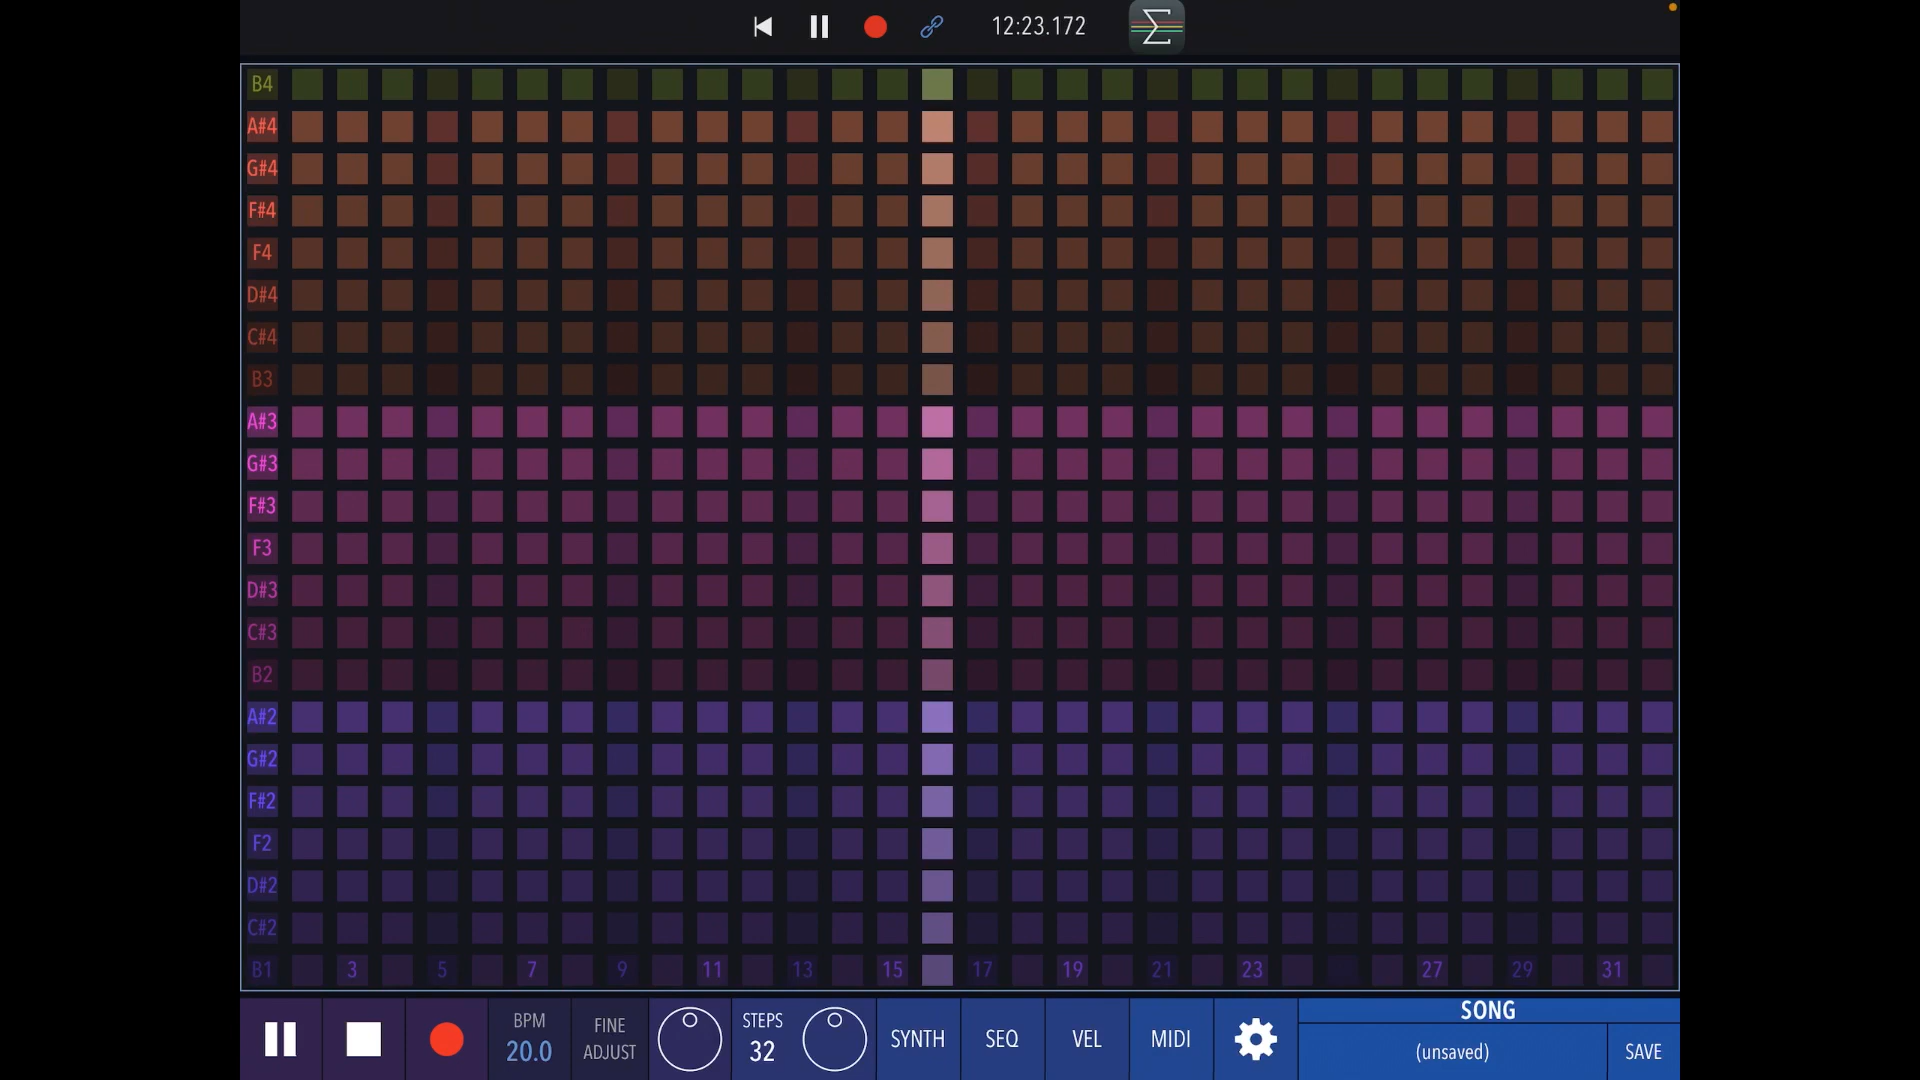 12:23.172
B4
A#4
G#4
F#4
F4
D#4
C#4
B3
A#3
G#3
F#3
F3
D#3
C#3
B2
A#2
G#2
F#2
F2
D#2
C#2
B1 3 5 7 9 11 13 15 17 19 21 23 27 29 31
BPM
20.0
FINE
ADJUST
STEPS
32
SYNTH
SEQ
VEL
MIDI
SONG
(unsaved)
SAVE